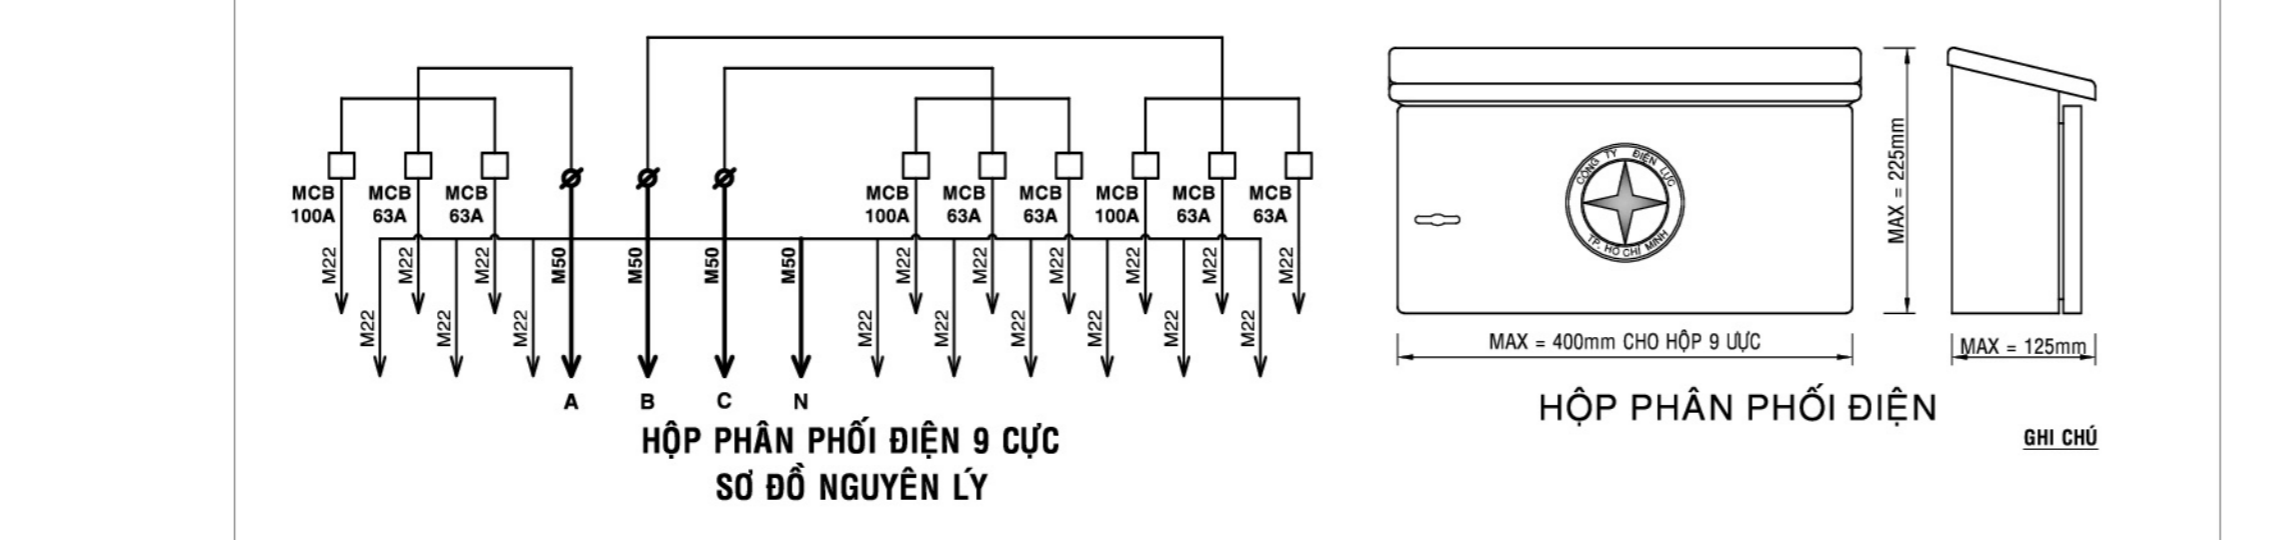 MCB MCB MCB MCB MCB MCB MCB MCB MCB
100A 63A 63A 100A 63A 63A 100A 63A 63A
M22 M22 M22 M50 M50 M50 M50 M22 M22 M22 M22 M22 M22
M22 M22 M22 M22 M22 M22 M22 M22 M22
A B C N
HỘP PHÂN PHỐI ĐIỆN 9 CỰC
SƠ ĐỒ NGUYÊN LÝ
CÔNG TY ĐIỆN LỰC
TP. HỒ CHÍ MINH
MAX = 225mm
MAX = 400mm CHO HỘP 9 UỰC
MAX = 125mm
HỘP PHÂN PHỐI ĐIỆN
GHI CHÚ